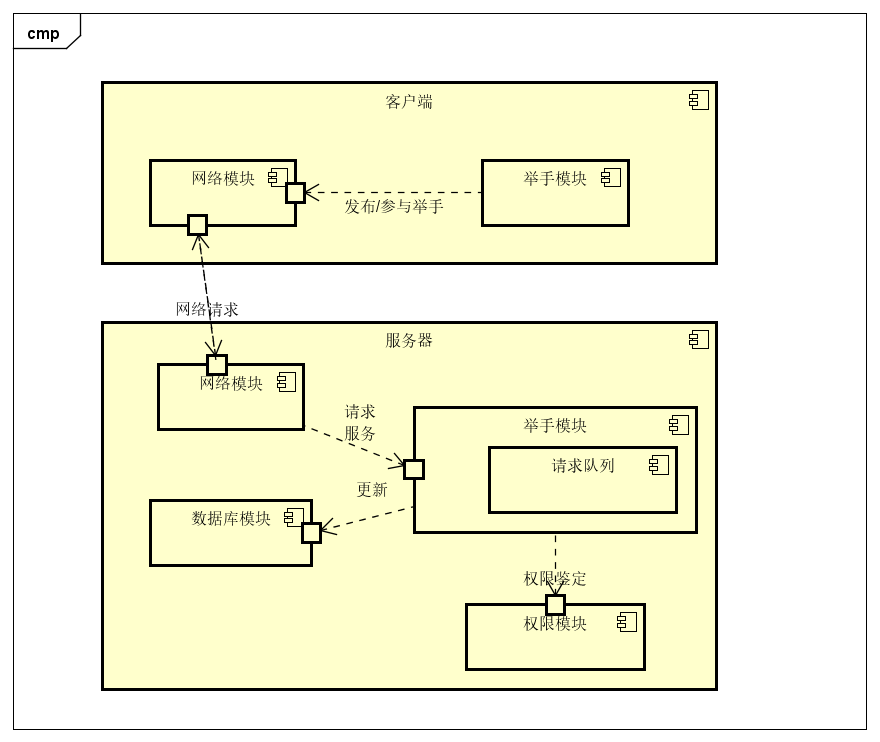 cmp
客户端
网络模块
举手模块
发布/参与举手
网络请求
服务器
网络模块
请求
服务
举手模块
请求队列
更新
数据库模块
权限鉴定
权限模块